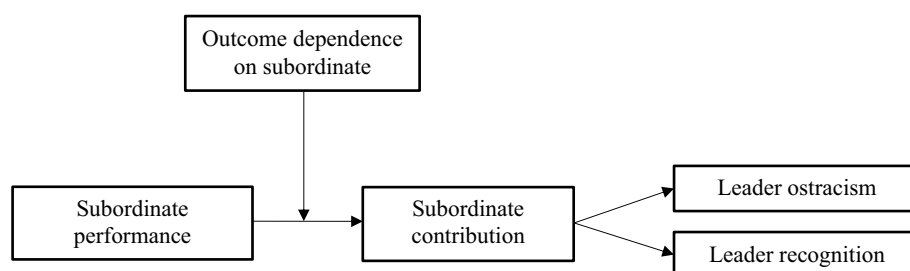 Outcome dependence
on subordinate
Subordinate
performance
Subordinate
contribution
Leader ostracism
Leader recognition